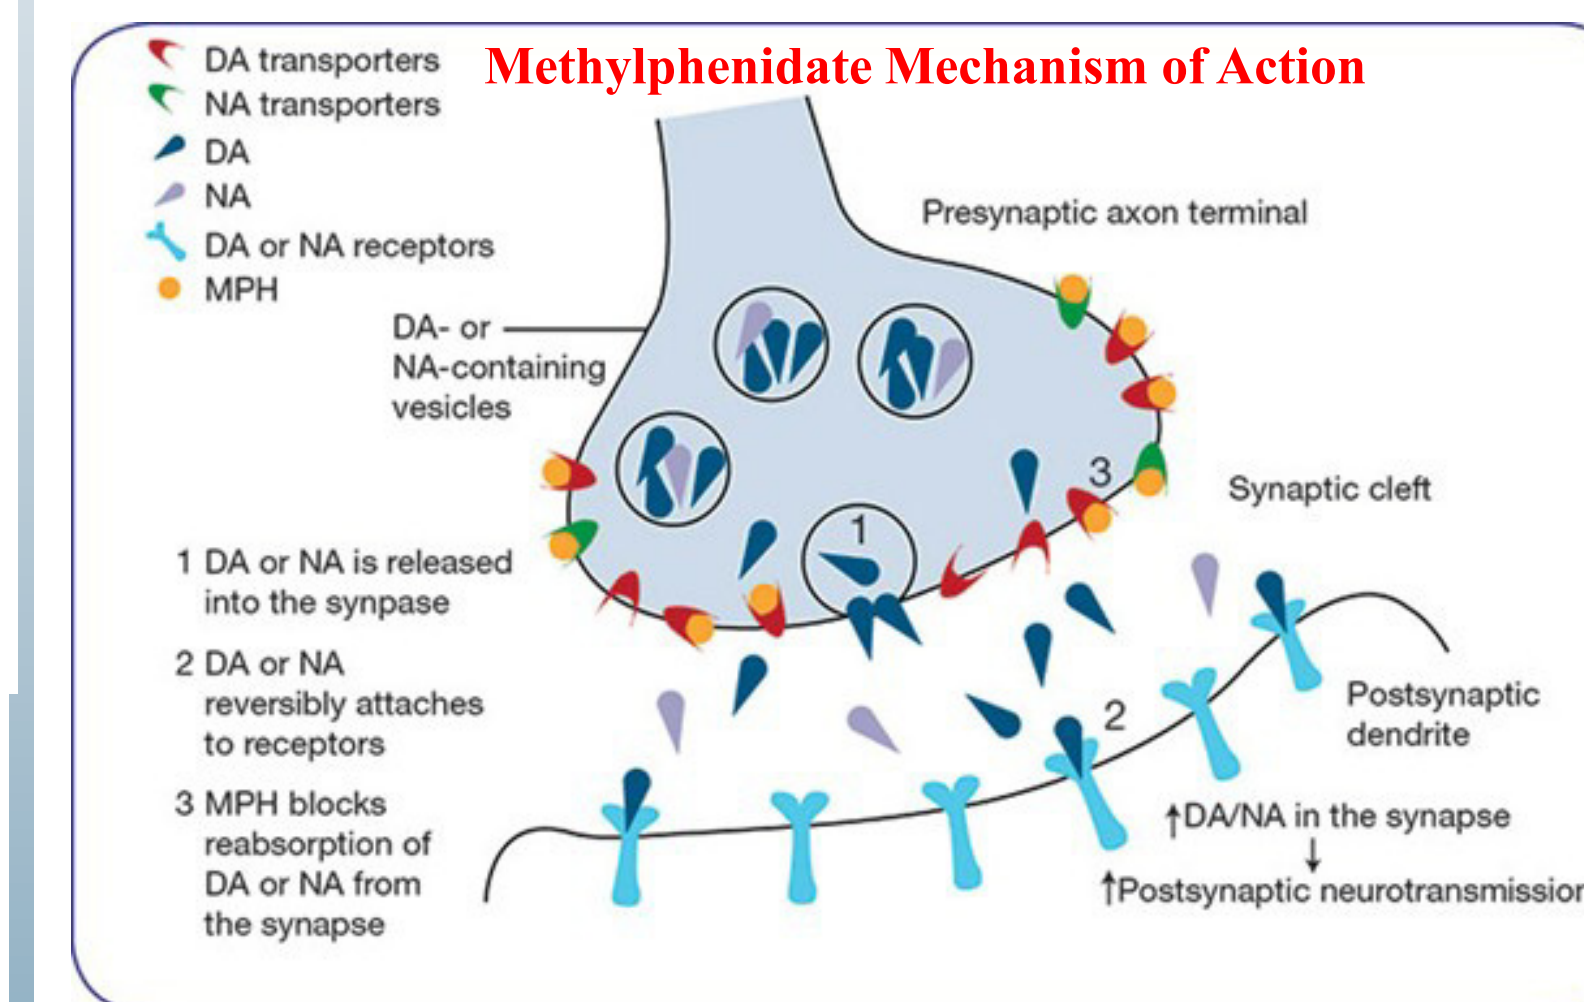 Methylphenidate Mechanism of Action
DA transporters
NA transporters
DA
NA
DA or NA receptors
MPH
Presynaptic axon terminal
DA- or
NA-containing
vesicles
3
Synaptic cleft
1
1 DA or NA is released
into the synpase
2 DA or NA
reversibly attaches
to receptors
2
Postsynaptic
dendrite
3 MPH blocks
reabsorption of
DA or NA from
the synapse
↑DA/NA in the synapse
↓
↑Postsynaptic neurotransmission